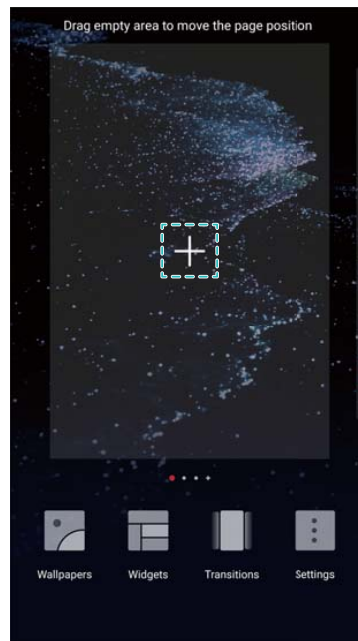 Drag empty area to move the page position
Wallpapers
Widgets
Transitions
Settings